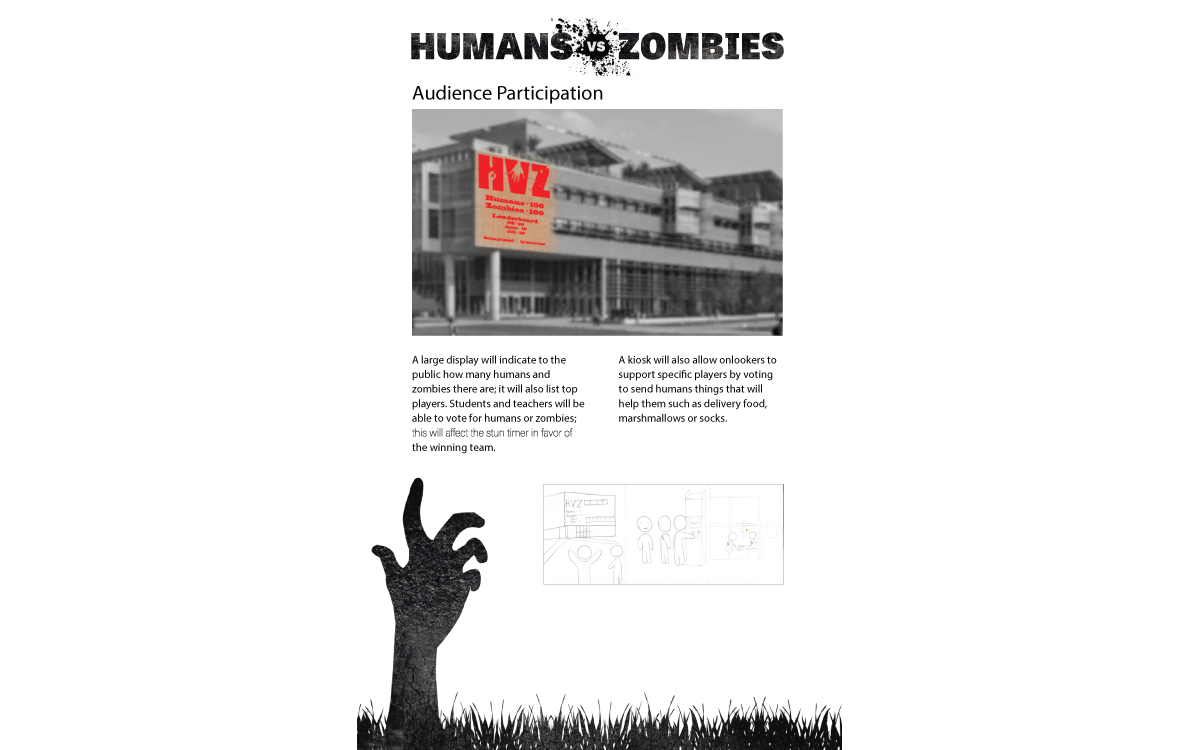 HUMANS VS ZOMBIES
Audience Participation
HVZ
Humans · 150
Zombies · 100
Leaderboard
A large display will indicate to the
public how many humans and
zombies there are; it will also list top
players. Students and teachers will be
able to vote for humans or zombies;
this will affect the stun timer in favor of
the winning team.
A kiosk will also allow onlookers to
support specific players by voting
to send humans things that will
help them such as delivery food,
marshmallows or socks.
HVZ